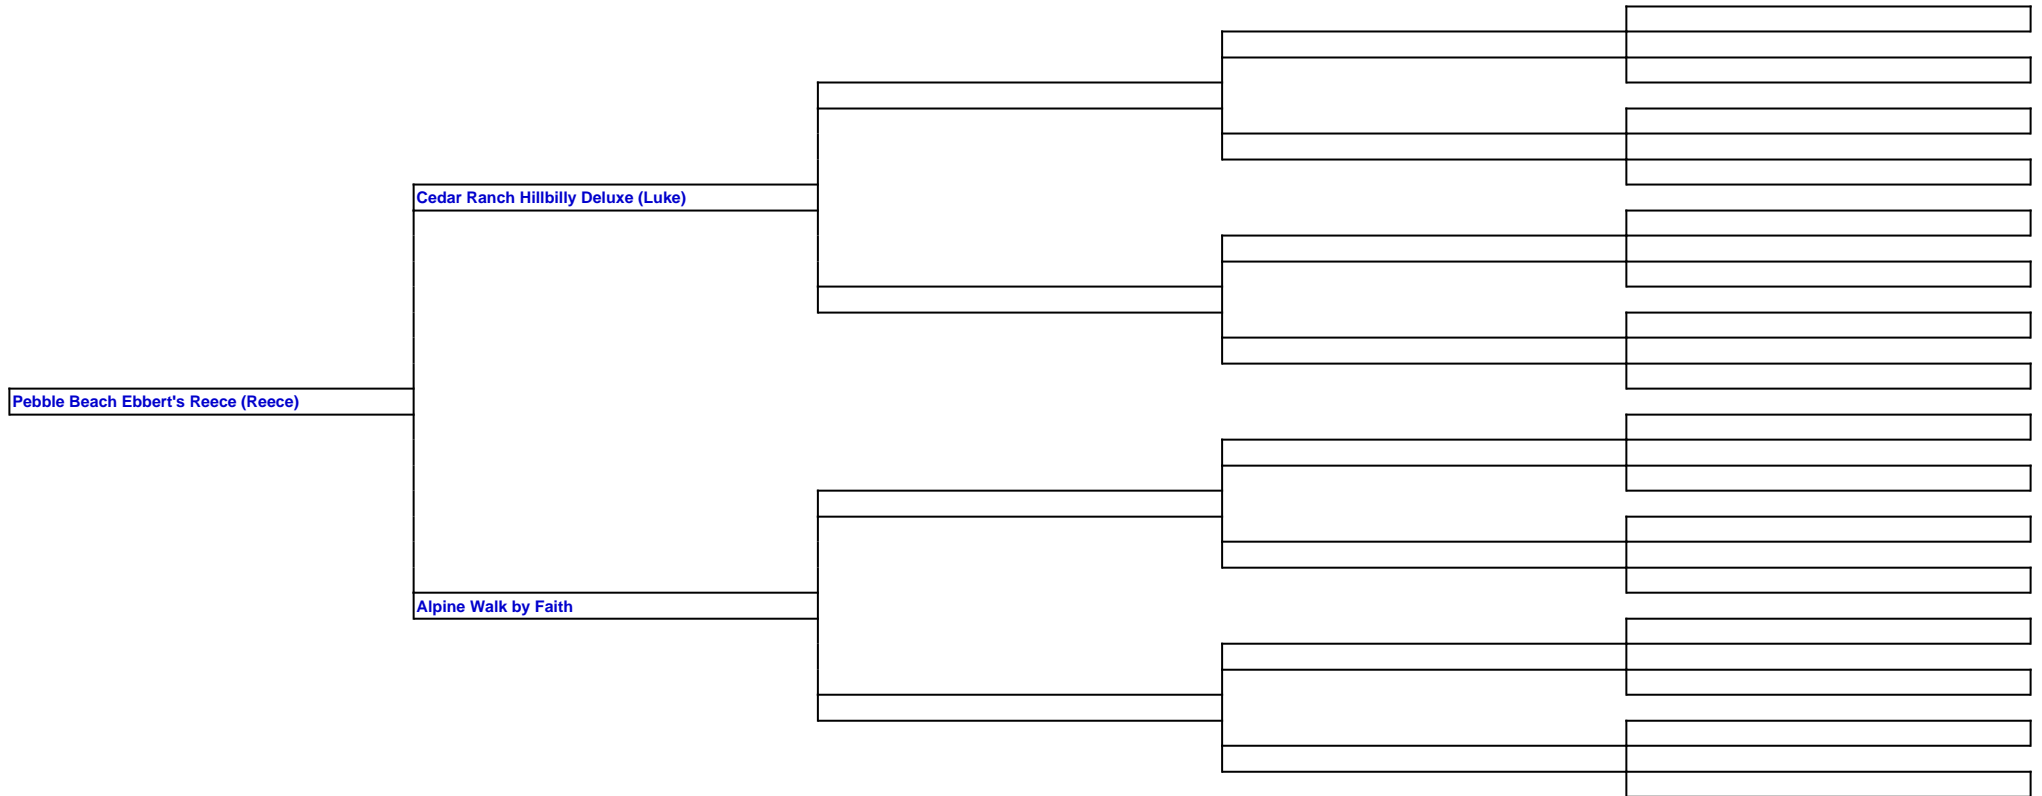 Cedar Ranch Hillbilly Deluxe (Luke)
Pebble Beach Ebbert's Reece (Reece)
Alpine Walk by Faith